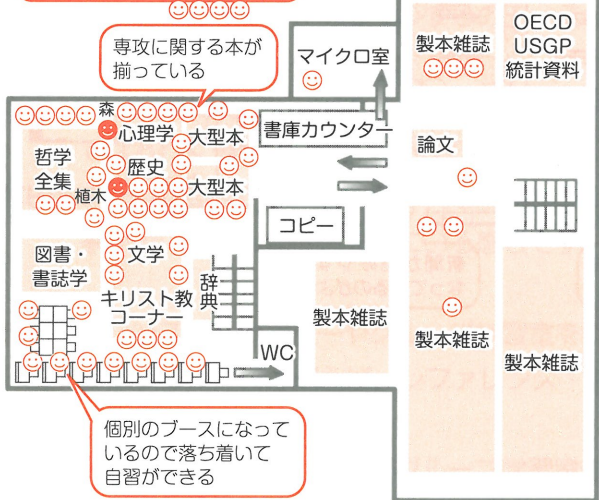 専攻に関する本が
揃っている
マイクロ室
製本雑誌
OECD
USGP
統計資料
森
心理学
大型本
書庫カウンター
論文
哲学
全集
歴史
植木
大型本
コピー
図書・
書誌学
文学
辞典
キリスト教
コーナー
製本雑誌
製本雑誌
製本雑誌
WC
個別のブースになって
いるので落ち着いて
自習ができる